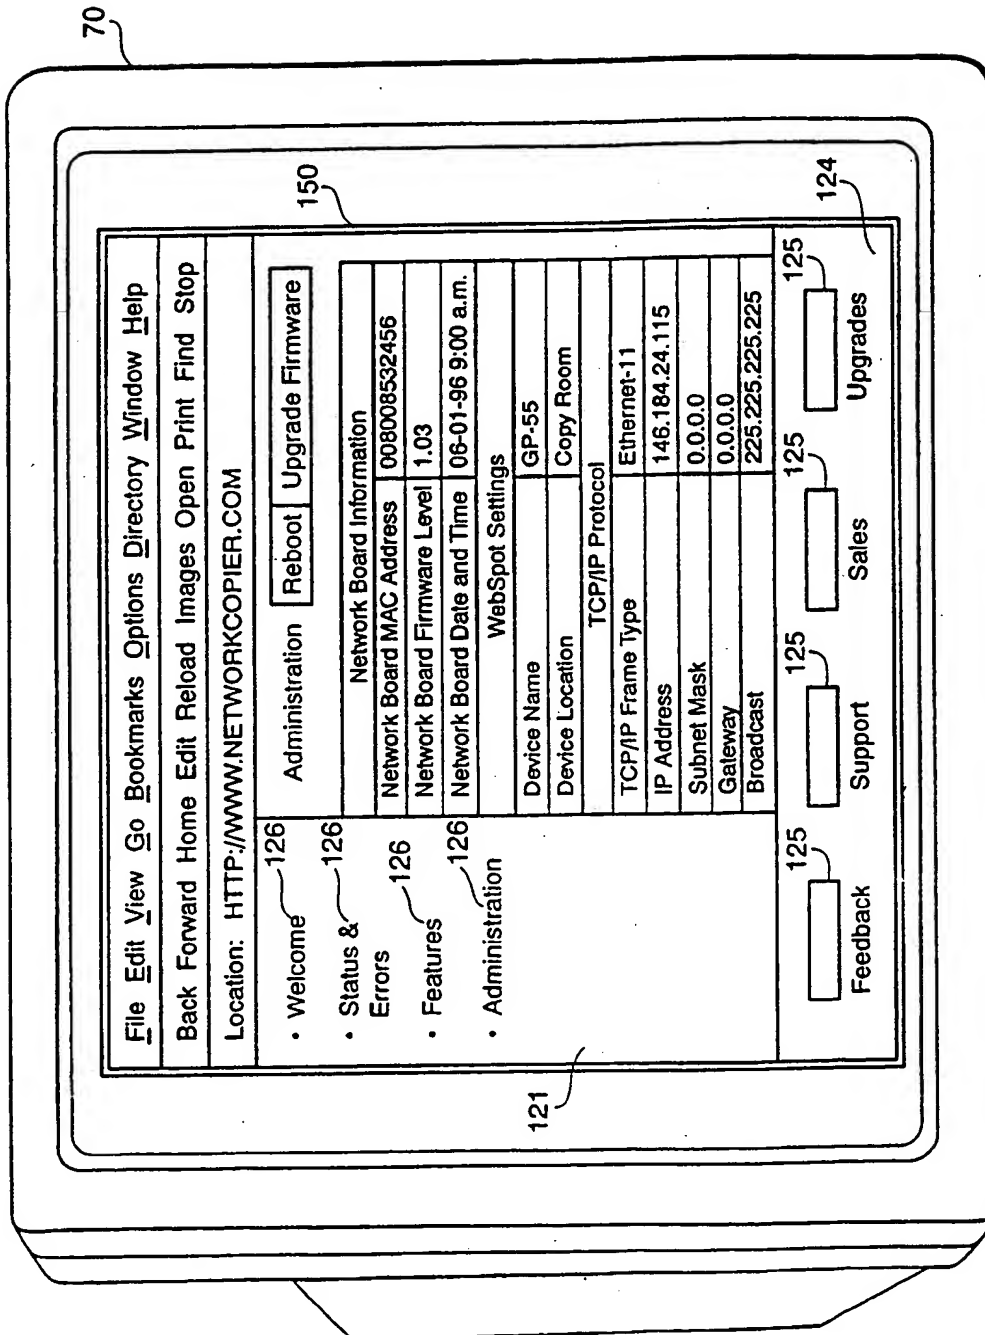 70
150
File Edit View Go Bookmarks Options Directory Window Help
Back Forward Home Edit Reload Images Open Print Find Stop
Location: HTTP://WWW.NETWORKCOPIER.COM
• Welcome 126
• Status & Errors 126
• Features 126
• Administration 126
121
Administration Reboot Upgrade Firmware
Network Board Information
Network Board MAC Address 008008532456
Network Board Firmware Level 1.03
Network Board Date and Time 06-01-96 9:00 a.m.
WebSpot Settings
Device Name GP-55
Device Location Copy Room
TCP/IP Protocol
TCP/IP Frame Type Ethernet-11
IP Address 146.184.24.115
Subnet Mask 0.0.0.0
Gateway 0.0.0.0
Broadcast 225.225.225.225
125 125 125 125
Feedback Support Sales Upgrades
124